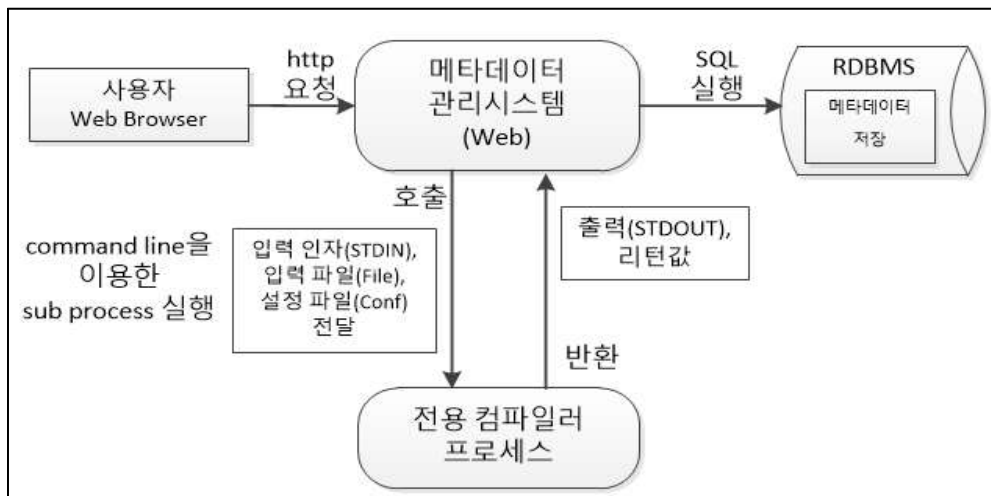 사용자
Web Browser
http
요청
메타데이터
관리시스템
(Web)
SQL
실행
RDBMS
메타데이터
저장
호출
command line을
이용한
sub process 실행
입력 인자(STDIN),
입력 파일(File),
설정 파일(Conf)
전달
출력(STDOUT),
리턴값
반환
전용 컴파일러
프로세스